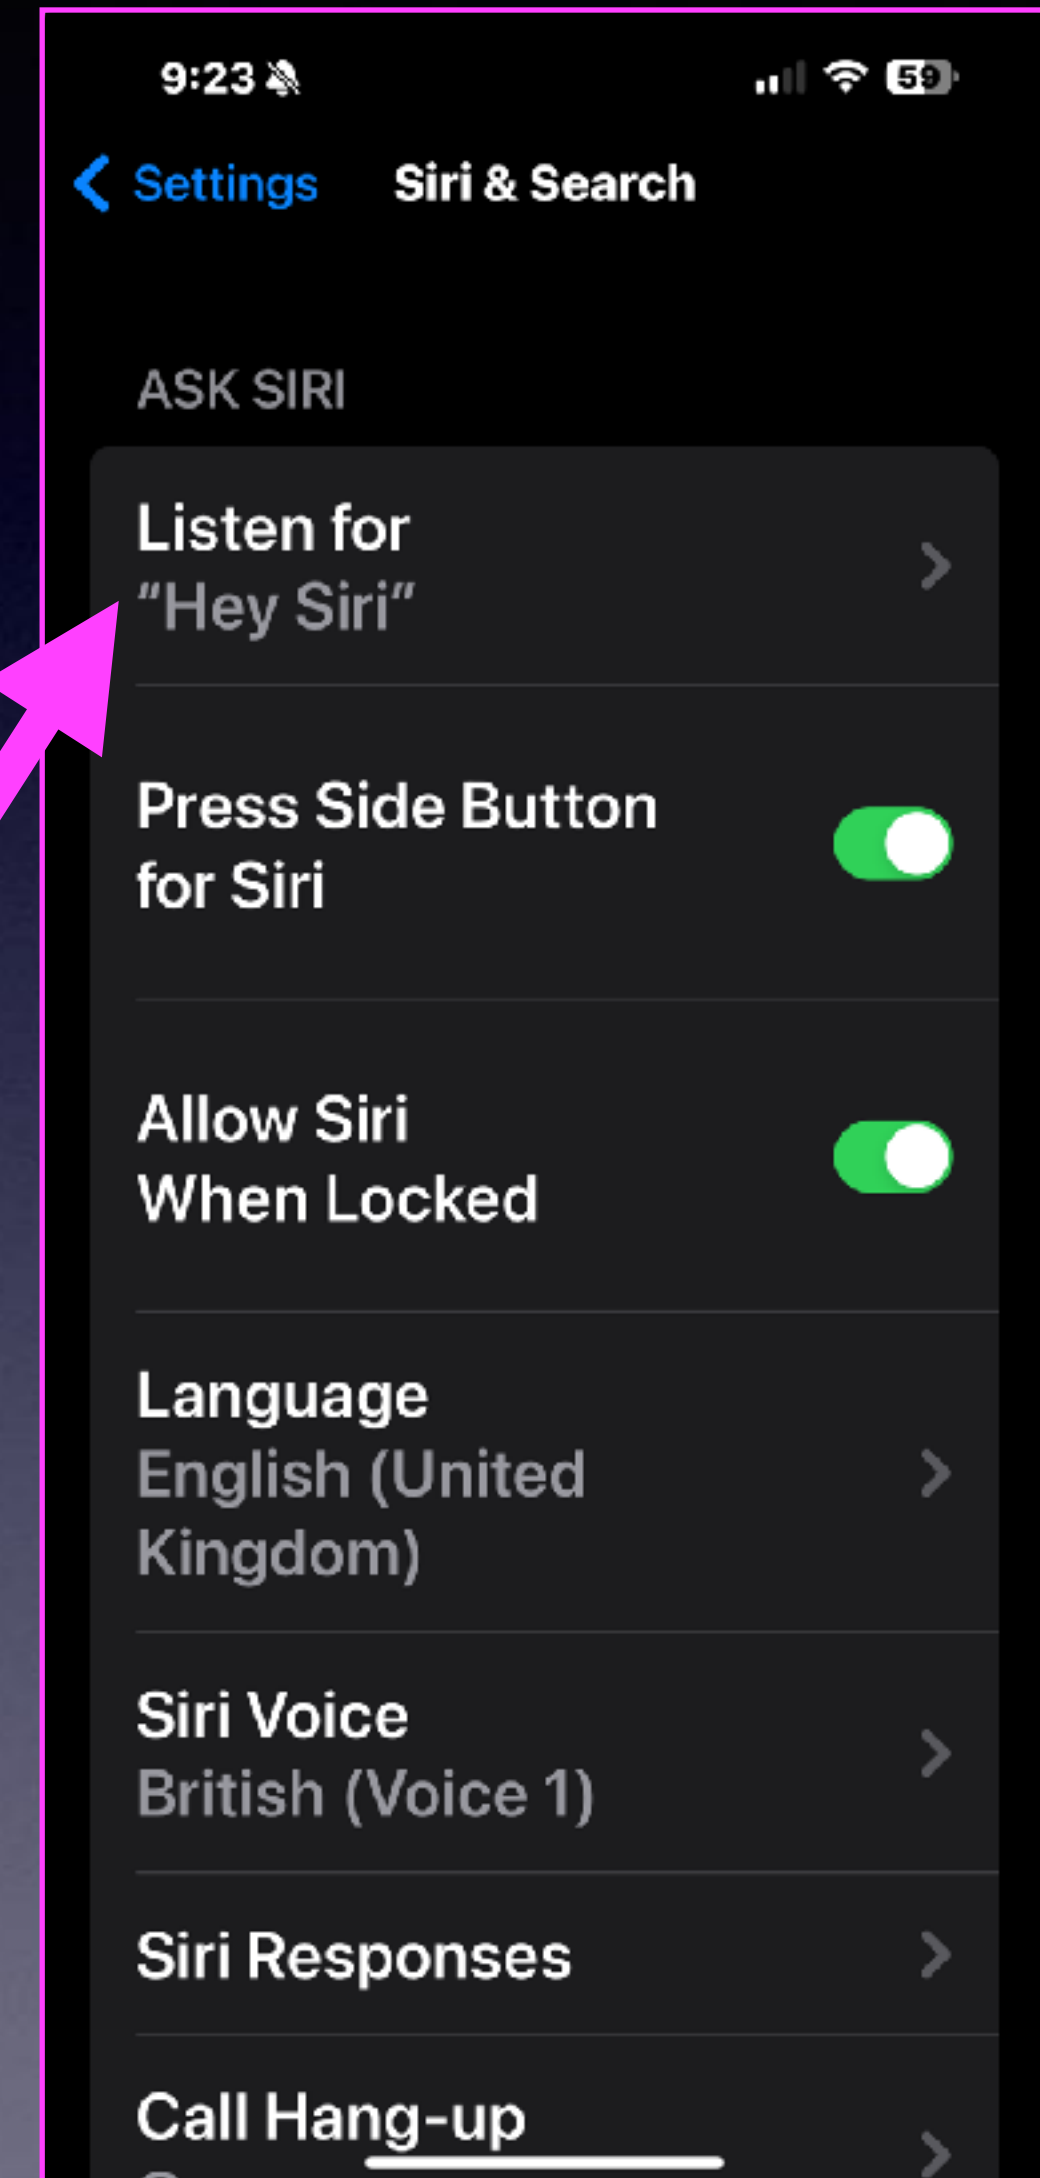 9:23
59
Settings
Siri & Search
ASK SIRI
Listen for
“Hey Siri”
Press Side Button
for Siri
Allow Siri
When Locked
Language
English (United
Kingdom)
Siri Voice
British (Voice 1)
Siri Responses
Call Hang-up